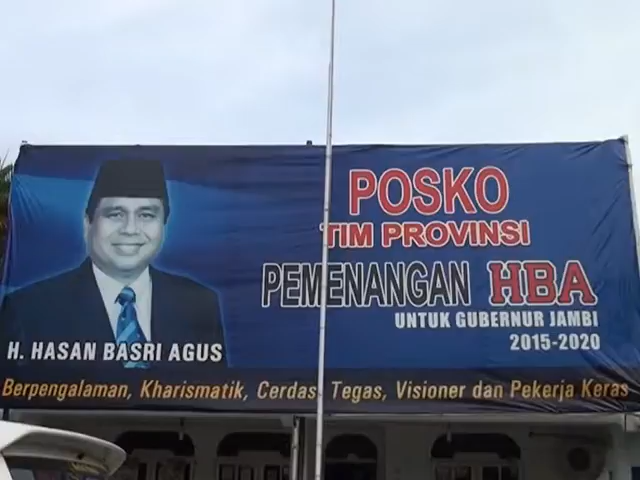 POSKO
TIM PROVINSI
PEMENANGAN HBA
UNTUK GUBERNUR JAMBI
2015-2020
H. HASAN BASRI AGUS
Berpengalaman, Kharismatik, Cerdas, Tegas, Visioner dan Pekerja Keras